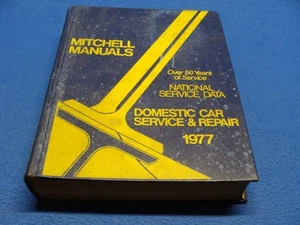 MITCHELL
MANUALS
Over 50 Years
of Service
NATIONAL
SERVICE DATA
DOMESTIC CAR
SERVICE & REPAIR
1977